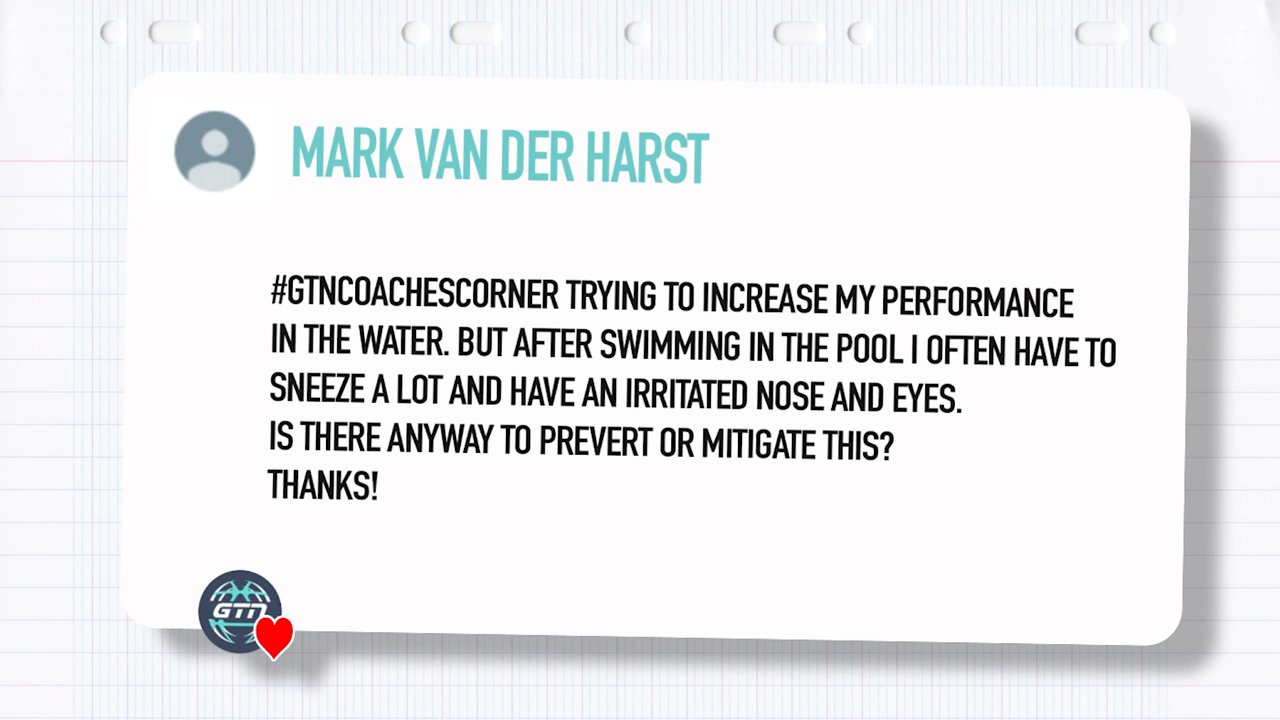 MARK VAN DER HARST
#GTNCOACHESCORNER TRYING TO INCREASE MY PERFORMANCE
IN THE WATER. BUT AFTER SWIMMING IN THE POOL I OFTEN HAVE TO
SNEEZE A LOT AND HAVE AN IRRITATED NOSE AND EYES.
IS THERE ANYWAY TO PREVERT OR MITIGATE THIS?
THANKS!
GTN